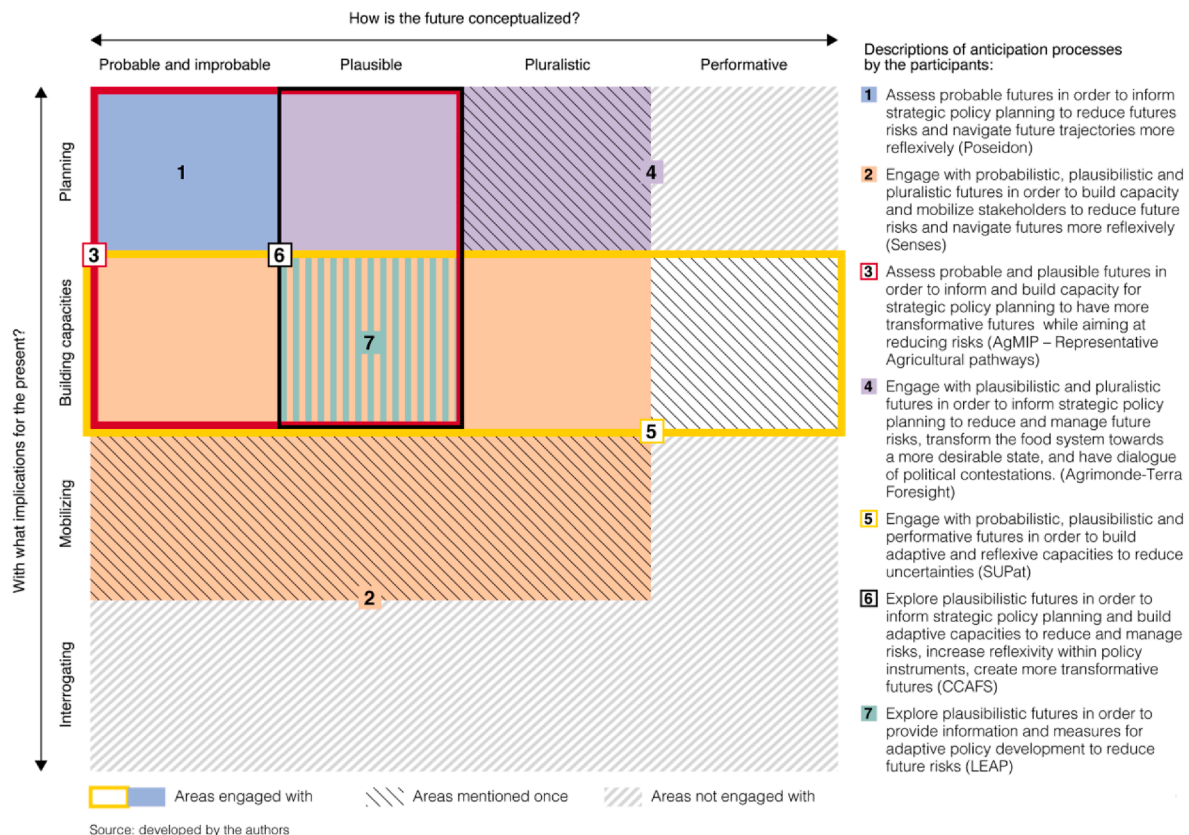 How is the future conceptualized?
Probable and improbable
Plausible
Pluralistic
Performative
With what implications for the present?
Planning
Building capacities
Mobilizing
Interrogating
1
4
3
6
7
5
2
Descriptions of anticipation processes
by the participants:
1 Assess probable futures in order to inform
strategic policy planning to reduce futures
risks and navigate future trajectories more
reflexively (Poseidon)
2 Engage with probabilistic, plausibilistic and
pluralistic futures in order to build capacity
and mobilize stakeholders to reduce future
risks and navigate futures more reflexively
(Senses)
3 Assess probable and plausible futures in
order to inform and build capacity for
strategic policy planning to have more
transformative futures while aiming at
reducing risks (AgMIP – Representative
Agricultural pathways)
4 Engage with plausibilistic and pluralistic
futures in order to inform strategic policy
planning to reduce and manage future
risks, transform the food system towards
a more desirable state, and have dialogue
of political contestations. (Agrimonde-Terra
Foresight)
5 Engage with probabilistic, plausibilistic and
performative futures in order to build
adaptive and reflexive capacities to reduce
uncertainties (SUPat)
6 Explore plausibilistic futures in order to
inform strategic policy planning and build
adaptive capacities to reduce and manage
risks, increase reflexivity within policy
instruments, create more transformative
futures (CCAFS)
7 Explore plausibilistic futures in order to
provide information and measures for
adaptive policy development to reduce
future risks (LEAP)
Areas engaged with
Areas mentioned once
Areas not engaged with
Source: developed by the authors